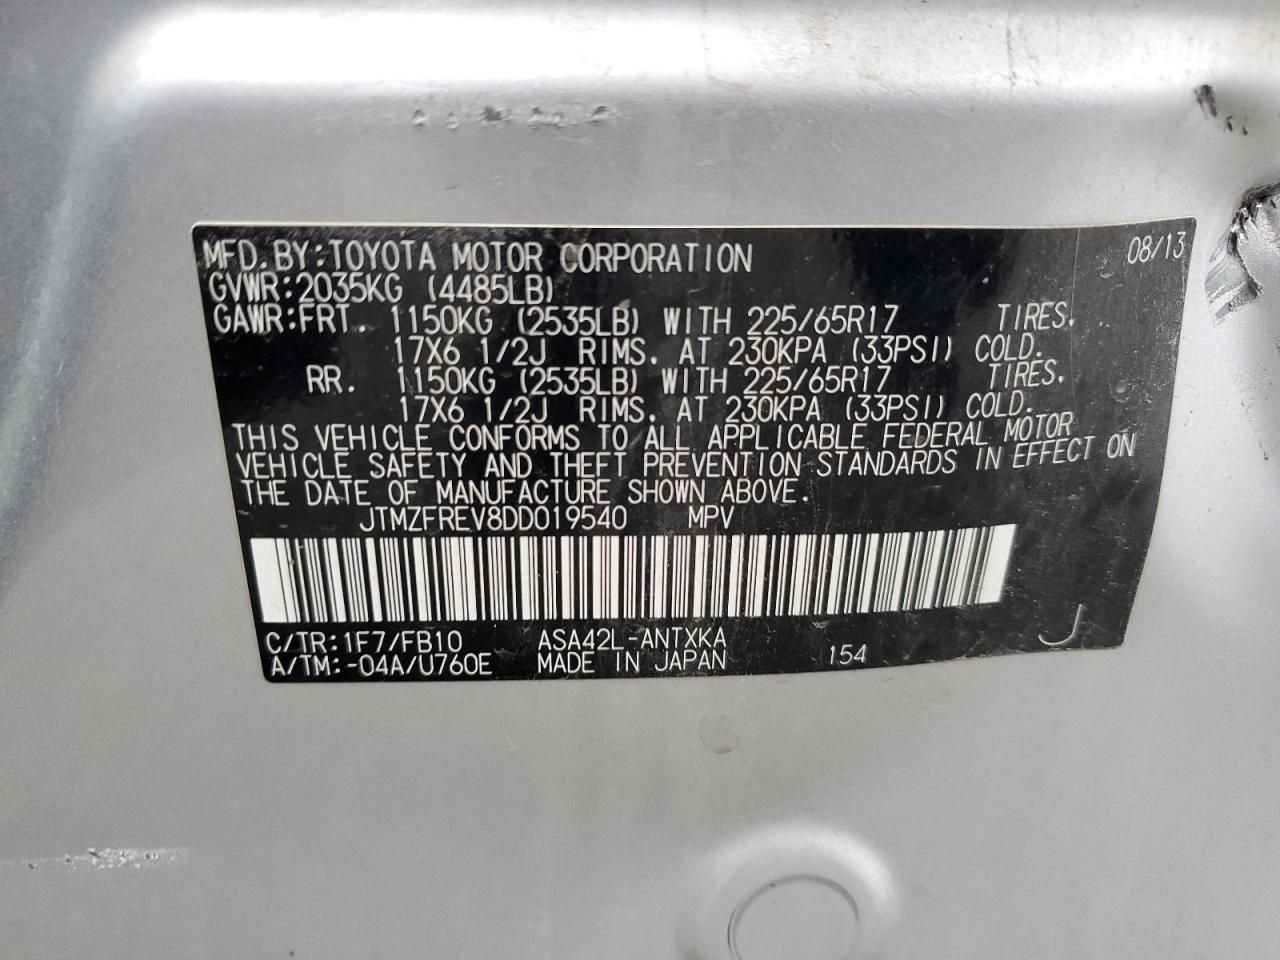 MFD. BY: TOYOTA MOTOR CORPORATION 08/13
GVWR: 2035KG (4485LB)
GAWR: FRT. 1150KG (2535LB) WITH 225/65R17 TIRES.
17X6 1/2J RIMS. AT 230KPA (33PSI) COLD.
RR. 1150KG (2535LB) WITH 225/65R17 TIRES.
17X6 1/2J RIMS. AT 230KPA (33PSI) COLD.
THIS VEHICLE CONFORMS TO ALL APPLICABLE FEDERAL MOTOR
VEHICLE SAFETY AND THEFT PREVENTION STANDARDS IN EFFECT ON
THE DATE OF MANUFACTURE SHOWN ABOVE.
JTMZFREV8DD019540 MPV
C/TR: 1F7/FB10 ASA42L-ANTXKA
A/TM: -04A/U760E MADE IN JAPAN 154 J